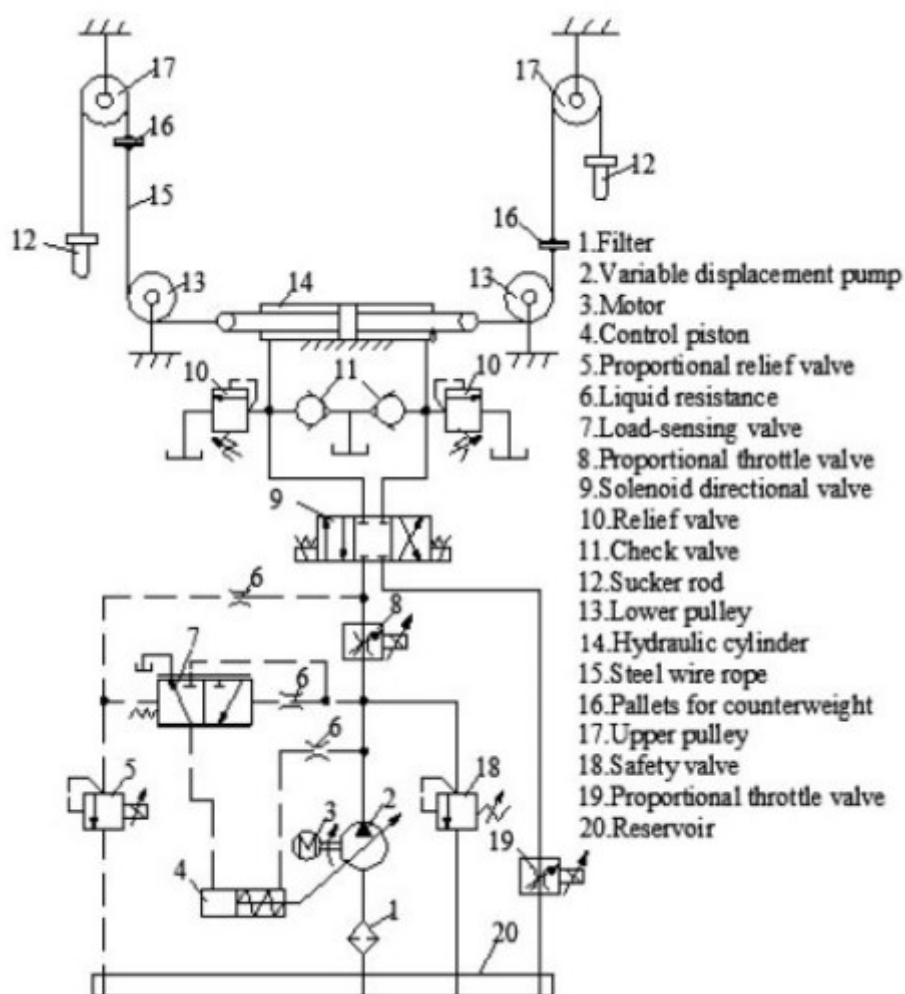 17
17
16
12
15
16
12
13
14
13
10
11
10
9
6
8
7
6
6
5
18
3
2
19
4
1
20
1.Filter
2.Variable displacement pump
3.Motor
4.Control piston
5.Proportional relief valve
6.Liquid resistance
7.Load-sensing valve
8.Proportional throttle valve
9.Solenoid directional valve
10.Relief valve
11.Check valve
12.Sucker rod
13.Lower pulley
14.Hydraulic cylinder
15.Steel wire rope
16.Pallets for counterweight
17.Upper pulley
18.Safety valve
19.Proportional throttle valve
20.Reservoir